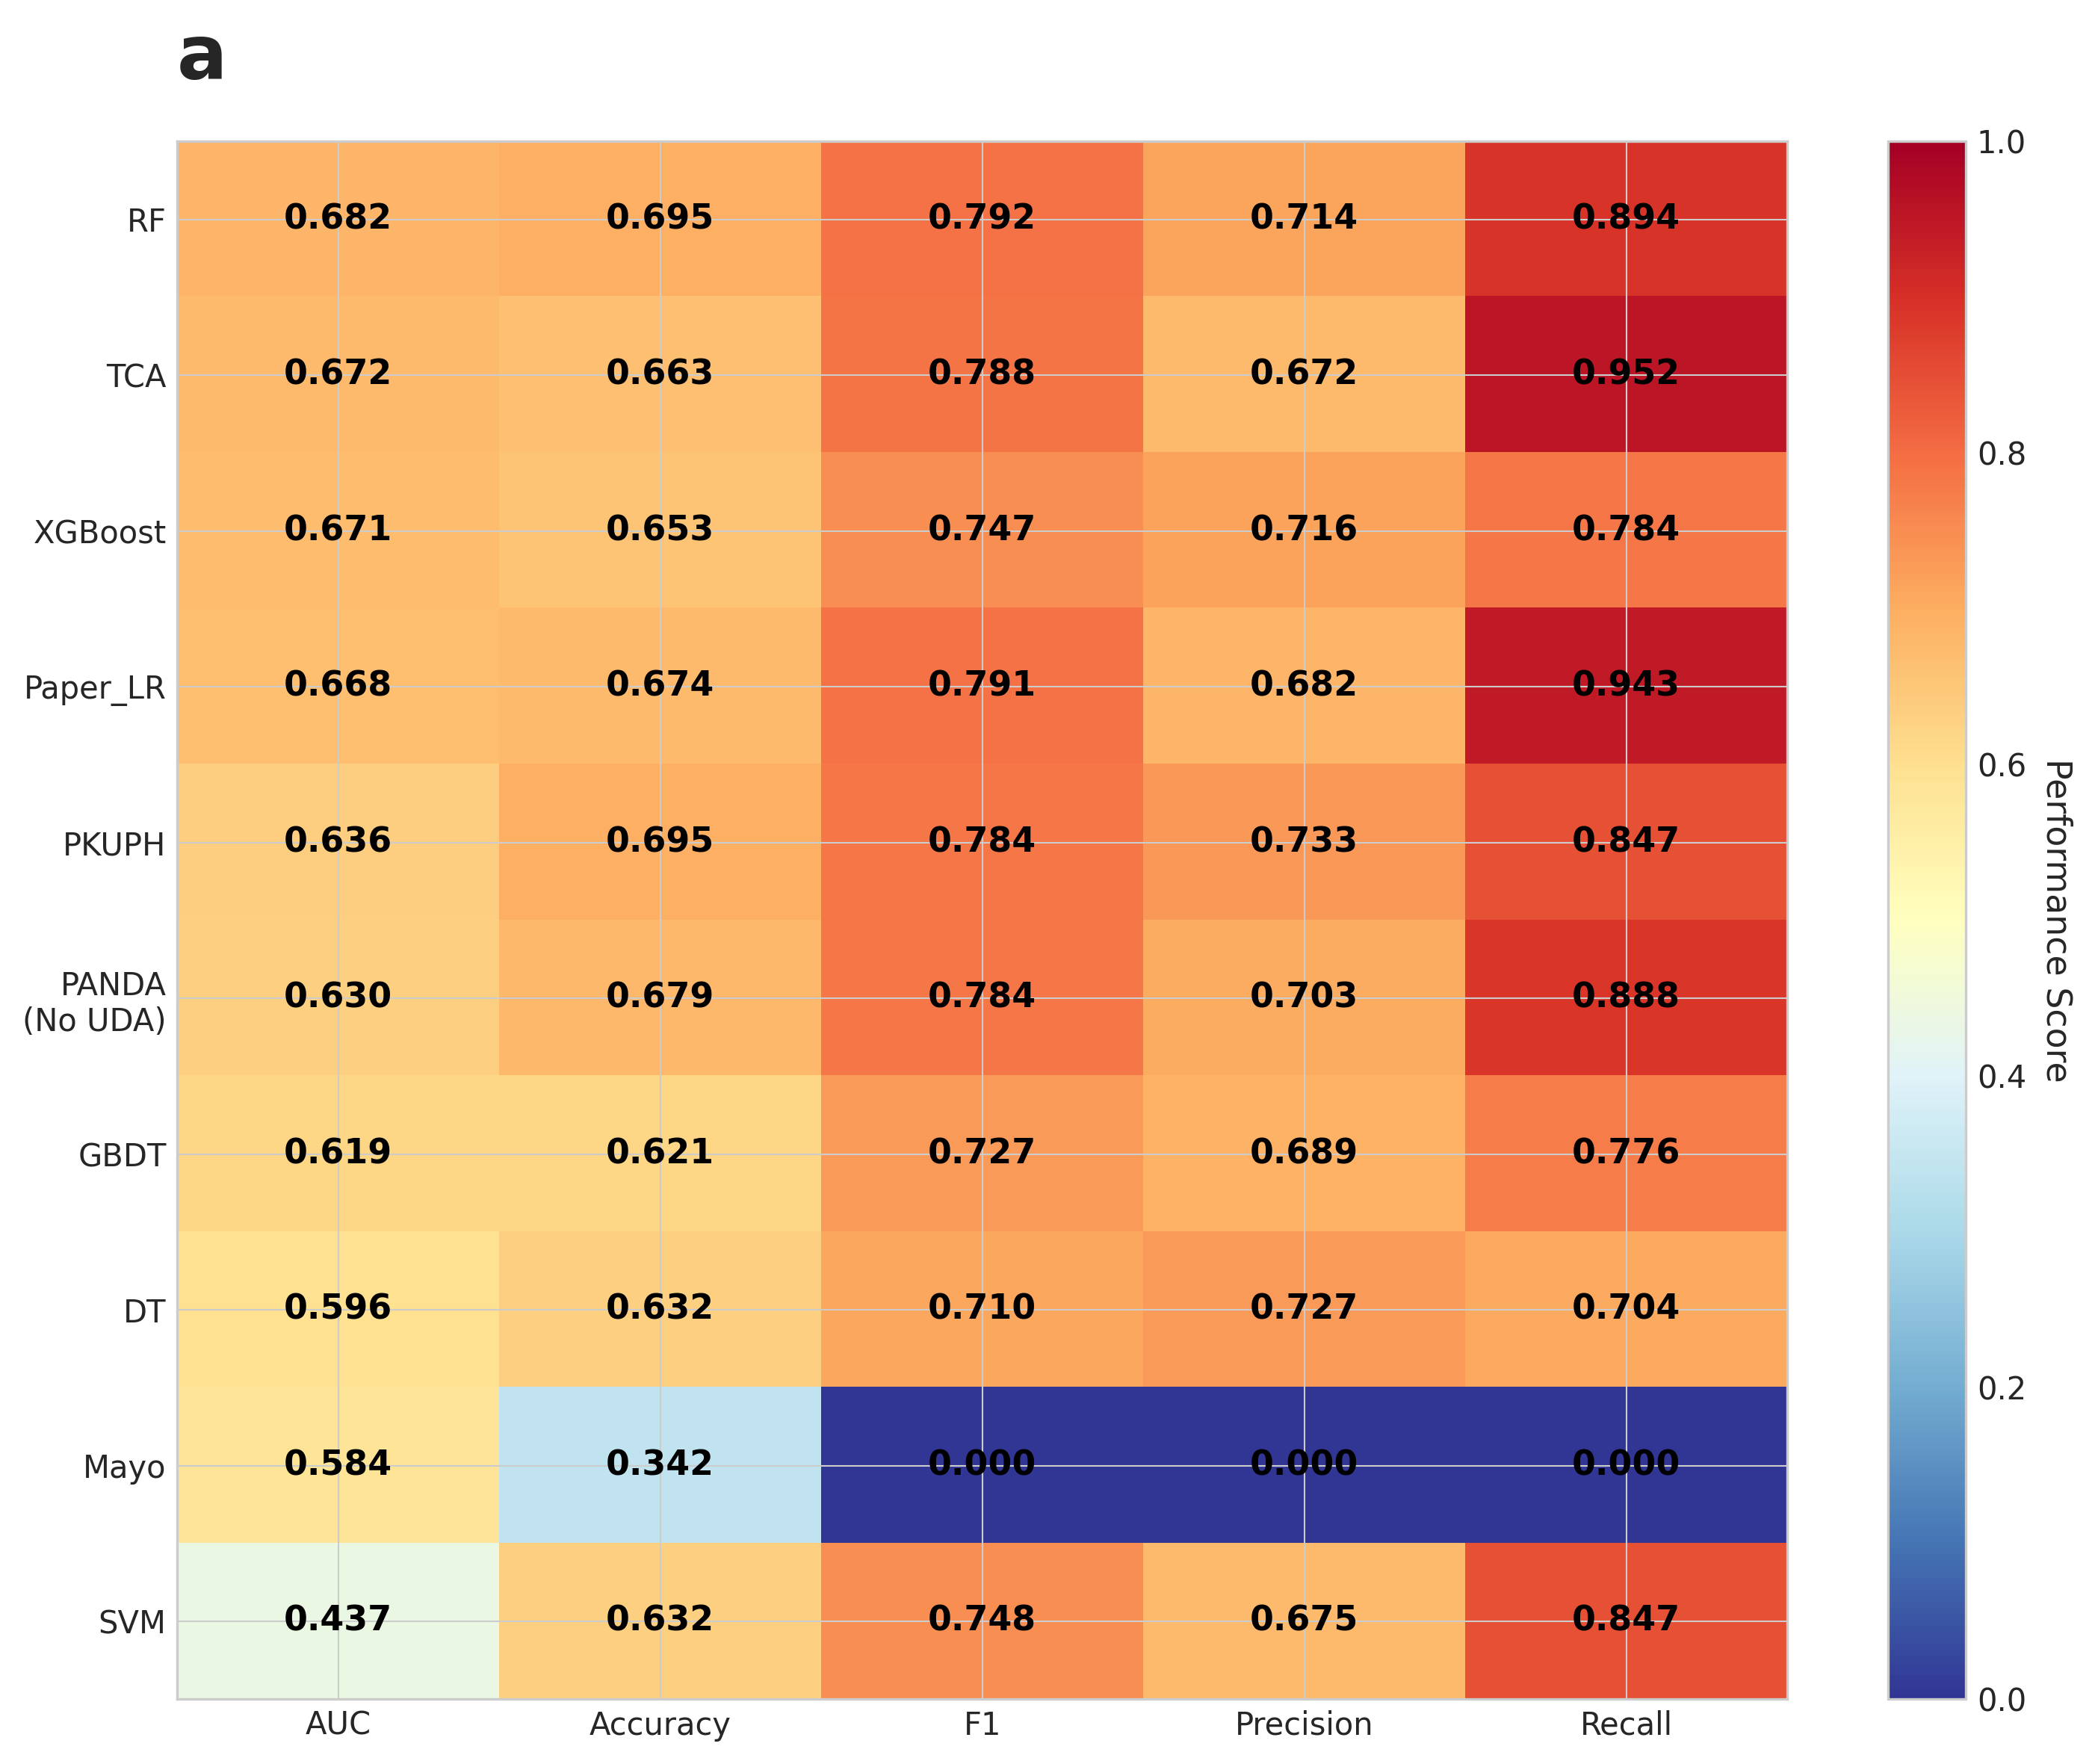 a
RF 0.682 0.695 0.792 0.714 0.894
TCA 0.672 0.663 0.788 0.672 0.952
XGBoost 0.671 0.653 0.747 0.716 0.784
Paper_LR 0.668 0.674 0.791 0.682 0.943
PKUPH 0.636 0.695 0.784 0.733 0.847
PANDA
(No UDA) 0.630 0.679 0.784 0.703 0.888
GBDT 0.619 0.621 0.727 0.689 0.776
DT 0.596 0.632 0.710 0.727 0.704
Mayo 0.584 0.342 0.000 0.000 0.000
SVM 0.437 0.632 0.748 0.675 0.847
AUC Accuracy F1 Precision Recall
1.0
0.8
0.6
0.4
0.2
0.0
Performance Score